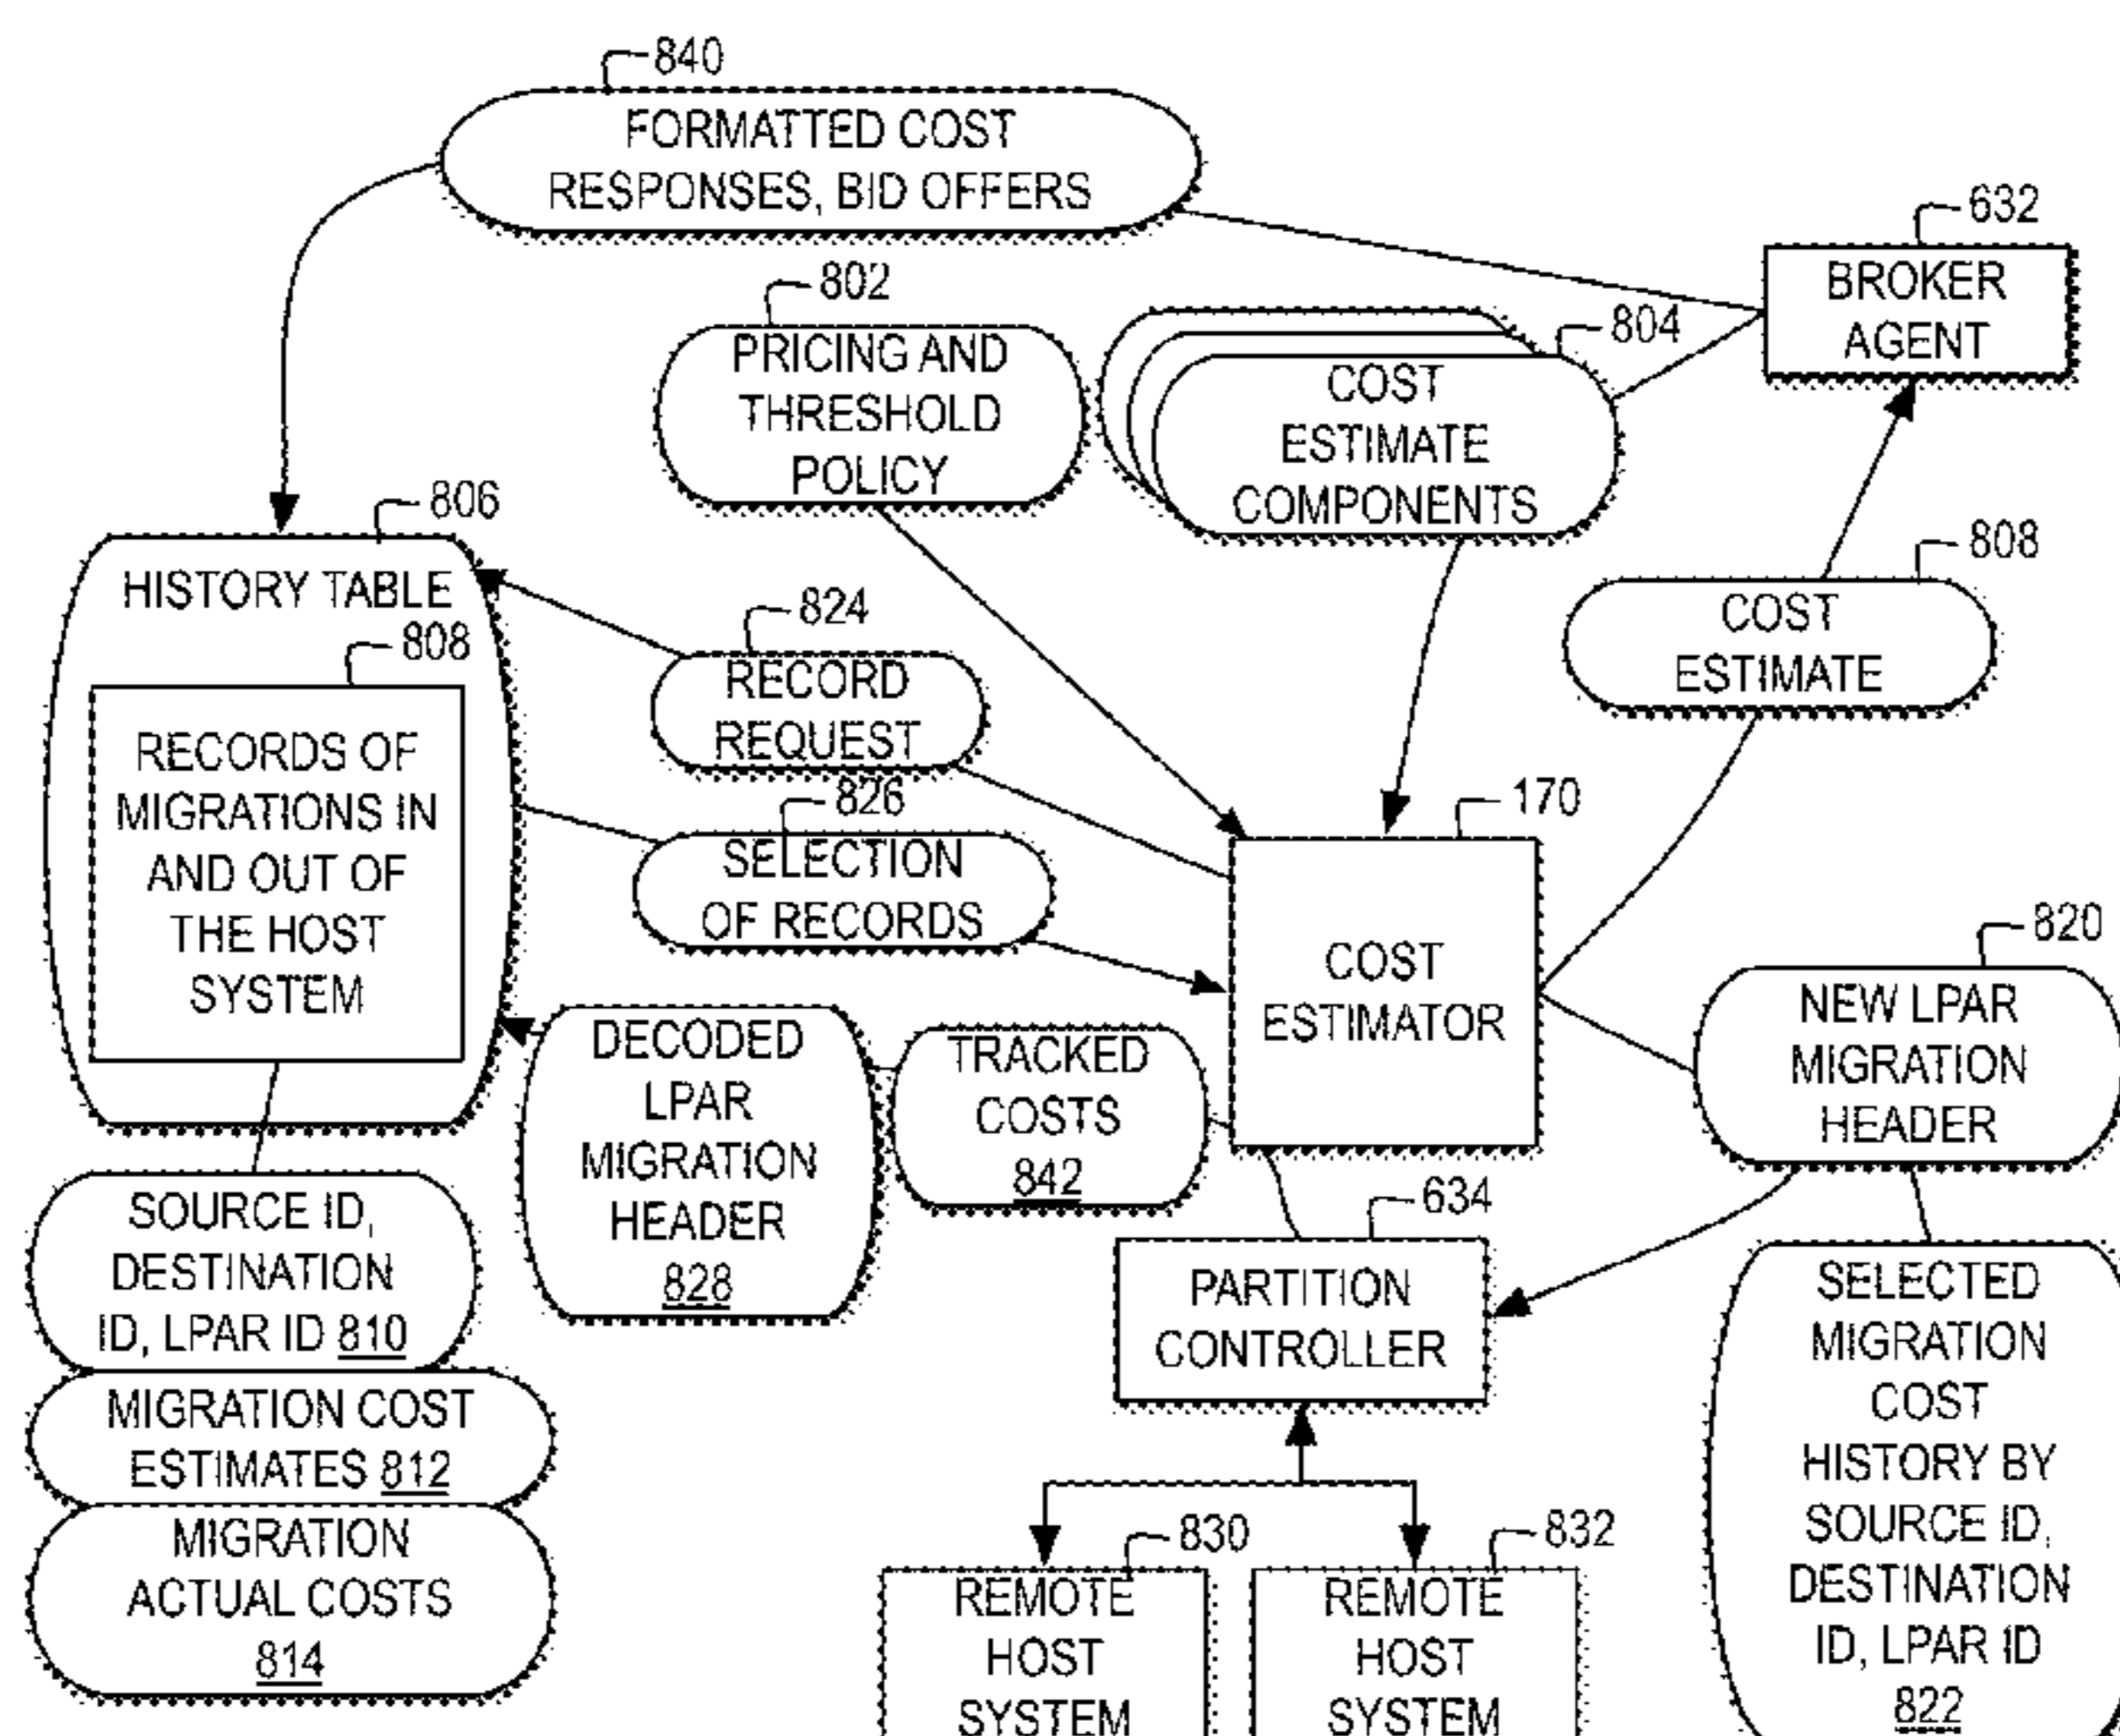 840
FORMATTED COST
RESPONSES, BID OFFERS
632
BROKER
AGENT
802
PRICING AND
THRESHOLD
POLICY
804
COST
ESTIMATE
COMPONENTS
806
HISTORY TABLE
808
RECORDS OF
MIGRATIONS IN
AND OUT OF
THE HOST
SYSTEM
824
RECORD
REQUEST
826
SELECTION
OF RECORDS
808
COST
ESTIMATE
170
COST
ESTIMATOR
820
NEW LPAR
MIGRATION
HEADER
DECODED
LPAR
MIGRATION
HEADER
828
TRACKED
COSTS
842
SOURCE ID,
DESTINATION
ID, LPAR ID 810
MIGRATION COST
ESTIMATES 812
MIGRATION
ACTUAL COSTS
814
634
PARTITION
CONTROLLER
830
REMOTE
HOST
SYSTEM
832
REMOTE
HOST
SYSTEM
SELECTED
MIGRATION
COST
HISTORY BY
SOURCE ID,
DESTINATION
ID, LPAR ID
822